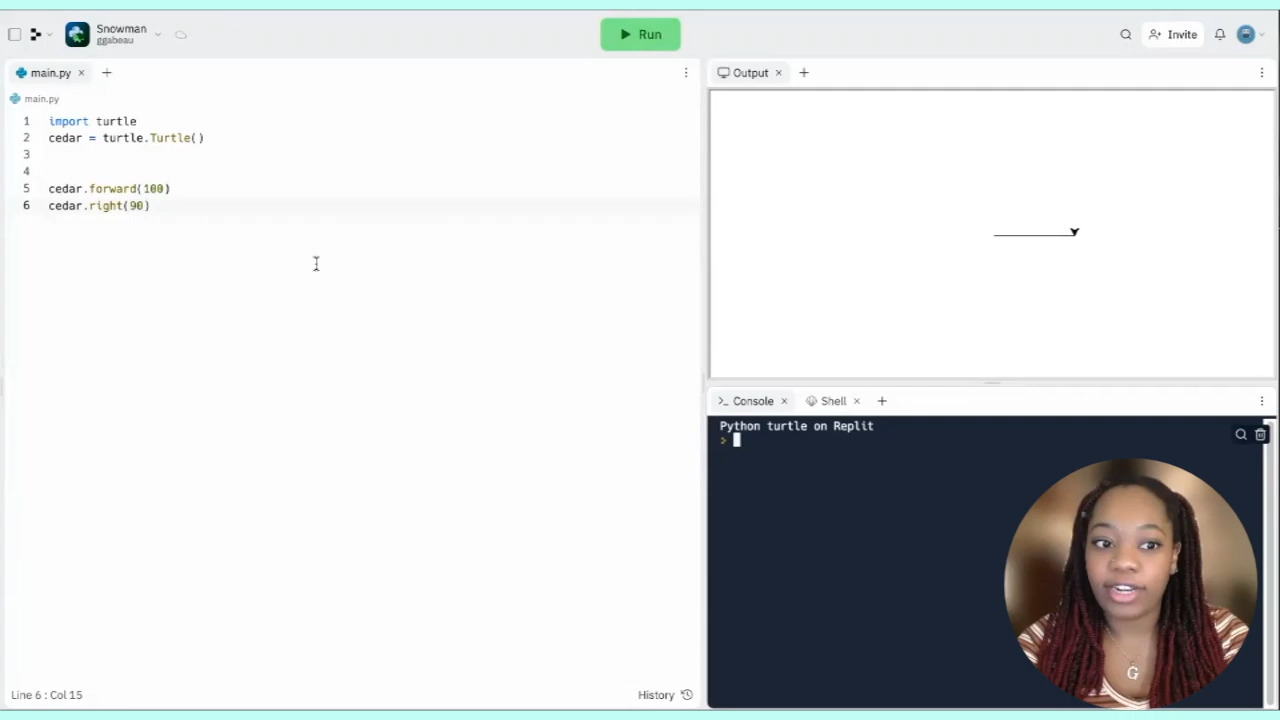 Snowman
ggabeau
Run
Invite
main.py
main.py
1 import turtle
2 cedar = turtle.Turtle()
3
4
5 cedar.forward(100)
6 cedar.right(90)
Line 6 : Col 15
History
Output
Console
Shell
Python turtle on Replit
>
G